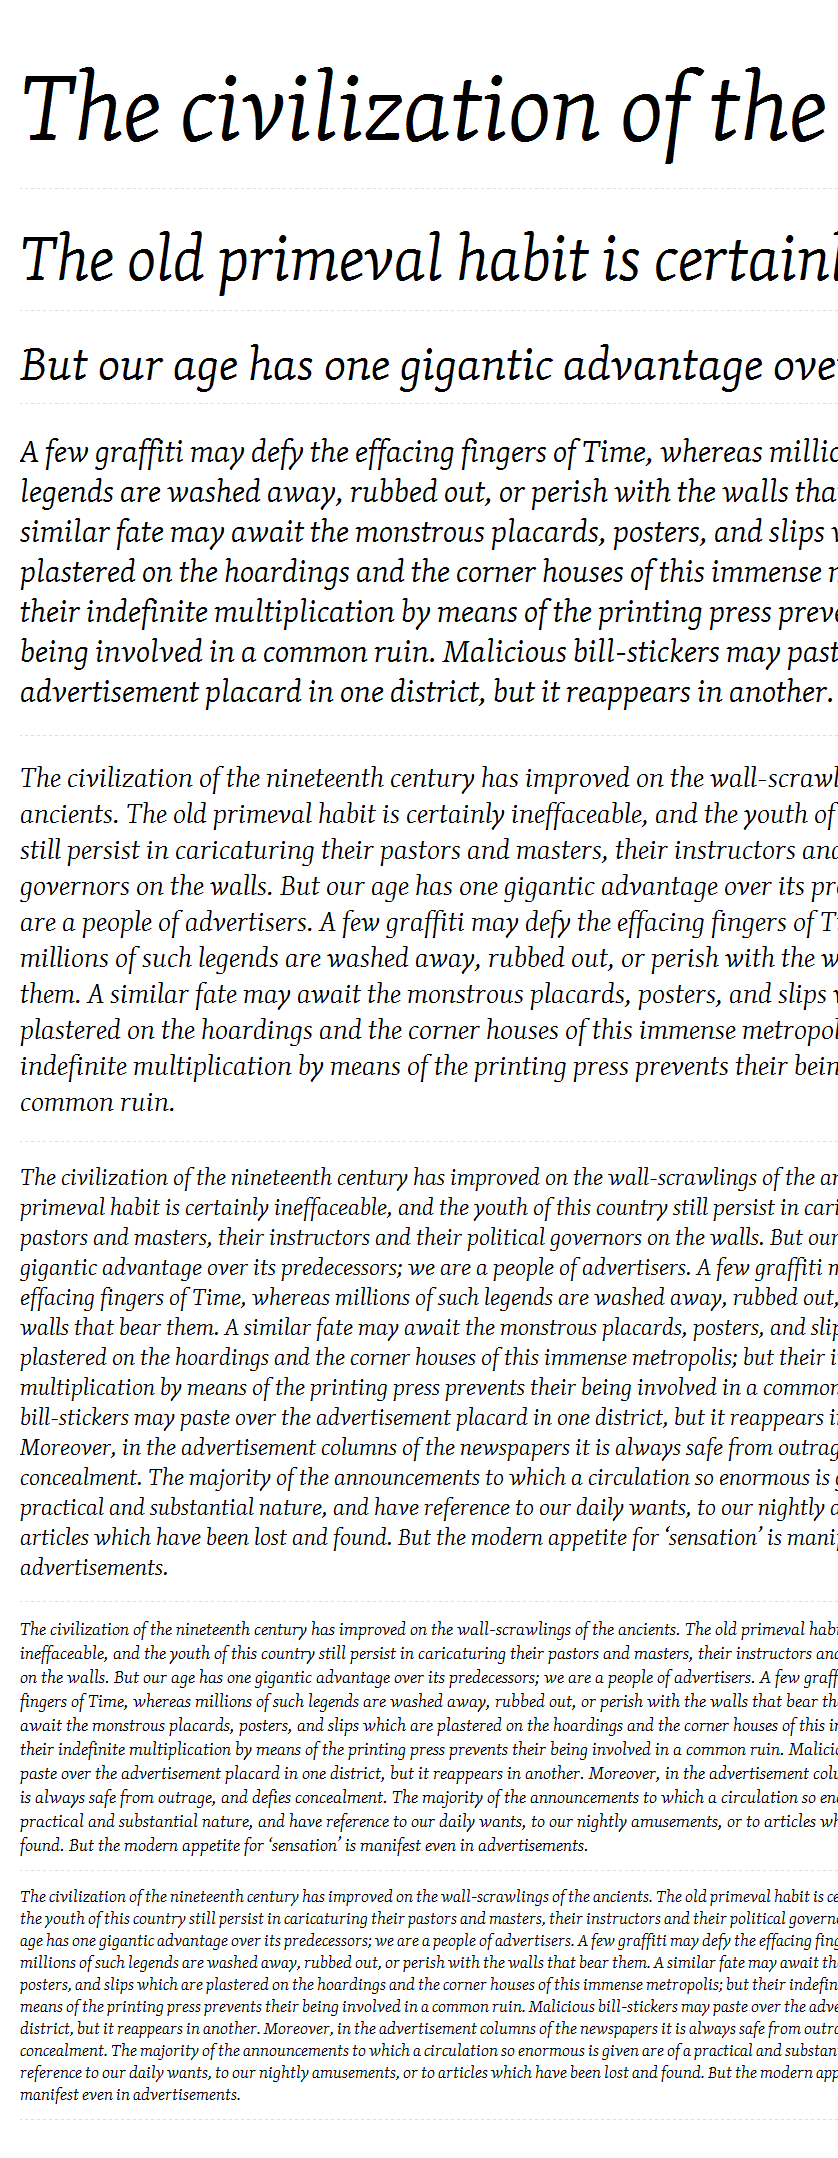 The civilization of the
The old primeval habit is
But our age has one gigantic advantage
A few graffiti may defy the effacing fingers of Time, whereas
legends are washed away, rubbed out, or perish with the walls
similar fate may await the monstrous placards, posters, and slips
plastered on the hoardings and the corner houses of this immense
their indefinite multiplication by means of the printing press
being involved in a common ruin. Malicious bill-stickers may
advertisement placard in one district, but it reappears in another.
The civilization of the nineteenth century has improved on the
ancients. The old primeval habit is certainly ineffaceable, and the youth of
still persist in caricaturing their pastors and masters, their instructors
governors on the walls. But our age has one gigantic advantage over its
are a people of advertisers. A few graffiti may defy the effacing fingers of
millions of such legends are washed away, rubbed out, or perish with the
them. A similar fate may await the monstrous placards, posters, and slips
plastered on the hoardings and the corner houses of this immense
indefinite multiplication by means of the printing press prevents their
common ruin.
The civilization of the nineteenth century has improved on the wall-scrawlings of the
primeval habit is certainly ineffaceable, and the youth of this country still persist in
pastors and masters, their instructors and their political governors on the walls. But our
gigantic advantage over its predecessors; we are a people of advertisers. A few graffiti
effacing fingers of Time, whereas millions of such legends are washed away, rubbed out,
walls that bear them. A similar fate may await the monstrous placards, posters, and
plastered on the hoardings and the corner houses of this immense metropolis; but their
multiplication by means of the printing press prevents their being involved in a common
bill-stickers may paste over the advertisement placard in one district, but it reappears
Moreover, in the advertisement columns of the newspapers it is always safe from
concealment. The majority of the announcements to which a circulation so enormous is
practical and substantial nature, and have reference to our daily wants, to our nightly
articles which have been lost and found. But the modern appetite for ‘sensation’ is
advertisements.
The civilization of the nineteenth century has improved on the wall-scrawlings of the ancients. The old primeval
ineffaceable, and the youth of this country still persist in caricaturing their pastors and masters, their instructors
on the walls. But our age has one gigantic advantage over its predecessors; we are a people of advertisers. A few
fingers of Time, whereas millions of such legends are washed away, rubbed out, or perish with the walls that bear
await the monstrous placards, posters, and slips which are plastered on the hoardings and the corner houses of this
their indefinite multiplication by means of the printing press prevents their being involved in a common ruin.
paste over the advertisement placard in one district, but it reappears in another. Moreover, in the advertisement
is always safe from outrage, and defies concealment. The majority of the announcements to which a circulation so
practical and substantial nature, and have reference to our daily wants, to our nightly amusements, or to articles
found. But the modern appetite for ‘sensation’ is manifest even in advertisements.
The civilization of the nineteenth century has improved on the wall-scrawlings of the ancients. The old primeval habit is
the youth of this country still persist in caricaturing their pastors and masters, their instructors and their political
age has one gigantic advantage over its predecessors; we are a people of advertisers. A few graffiti may defy the effacing
millions of such legends are washed away, rubbed out, or perish with the walls that bear them. A similar fate may await
posters, and slips which are plastered on the hoardings and the corner houses of this immense metropolis; but their
means of the printing press prevents their being involved in a common ruin. Malicious bill-stickers may paste over the
district, but it reappears in another. Moreover, in the advertisement columns of the newspapers it is always safe from
concealment. The majority of the announcements to which a circulation so enormous is given are of a practical and
reference to our daily wants, to our nightly amusements, or to articles which have been lost and found. But the modern
manifest even in advertisements.